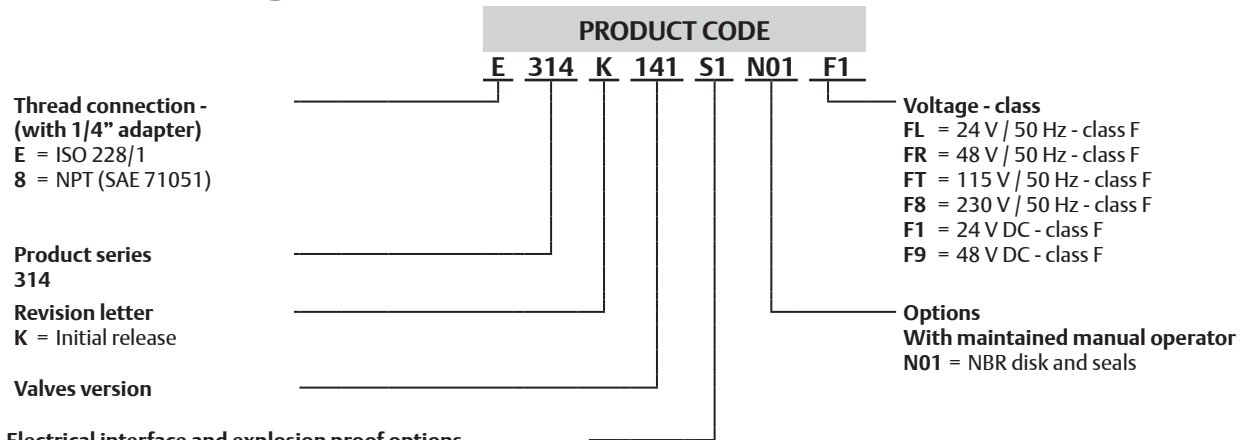 PRODUCT CODE
E 314 K 141 S1 N01 F1
Thread connection -
(with 1/4” adapter)
E = ISO 228/1
8 = NPT (SAE 71051)
Product series
314
Revision letter
K = Initial release
Valves version
Electrical interface and explosion proof options
Voltage - class
FL = 24 V / 50 Hz - class F
FR = 48 V / 50 Hz - class F
FT = 115 V / 50 Hz - class F
F8 = 230 V / 50 Hz - class F
F1 = 24 V DC - class F
F9 = 48 V DC - class F
Options
With maintained manual operator
N01 = NBR disk and seals